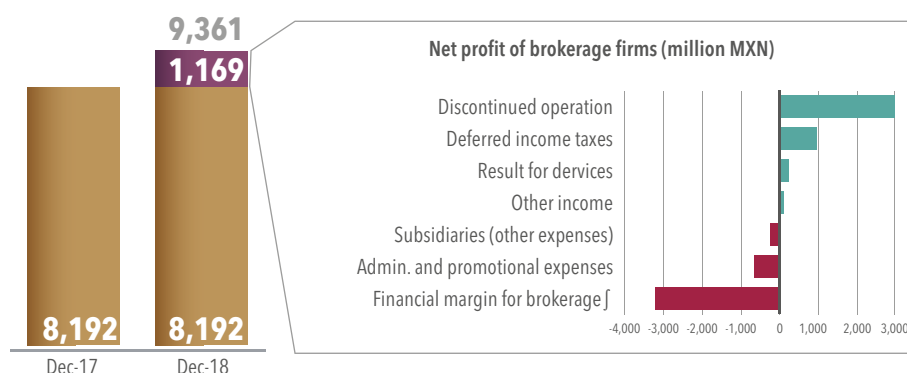 9,361
1,169
8,192
8,192
Dec-17
Dec-18
Net profit of brokerage firms (million MXN)
Discontinued operation
Deferred income taxes
Result for dervices
Other income
Subsidiaries (other expenses)
Admin. and promotional expenses
Financial margin for brokerage∫
-4,000 -3,000 -2,000 -1,000 0 1,000 2,000 3,000